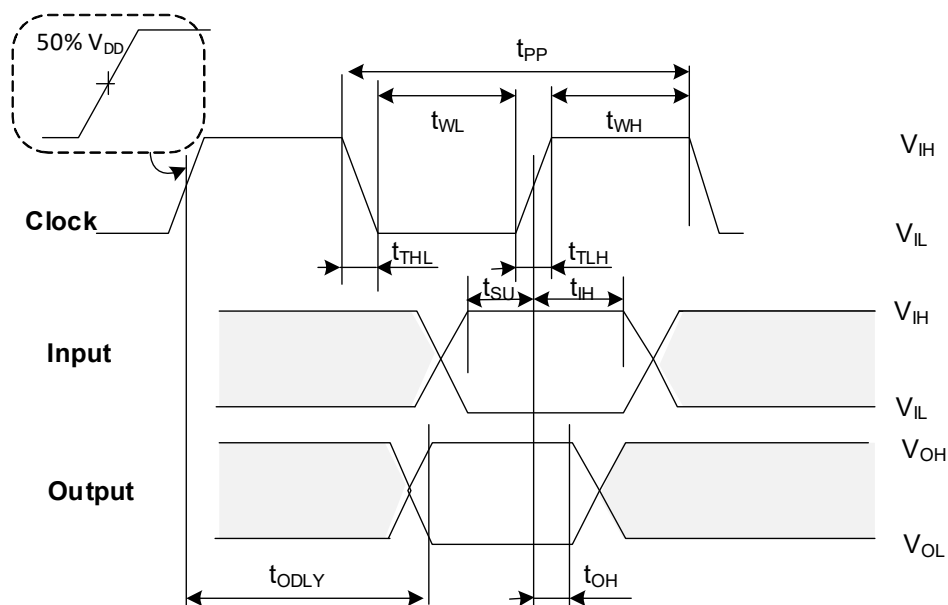 50% VDD
tPP
tWL
tWH
VIH
Clock
VIL
tTHL
tTLH
tSU
tIH
VIH
Input
VIL
VOH
Output
VOL
tODLY
tOH